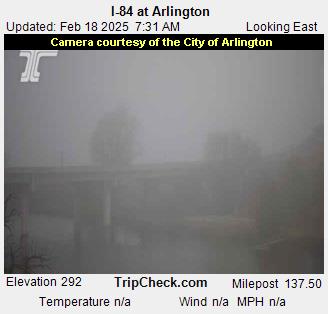 I-84 at Arlington
Updated: Feb 18 2025 7:31 AM Looking East
Camera courtesy of the City of Arlington
Elevation 292 TripCheck.com Milepost 137.50
Temperature n/a Wind n/a MPH n/a